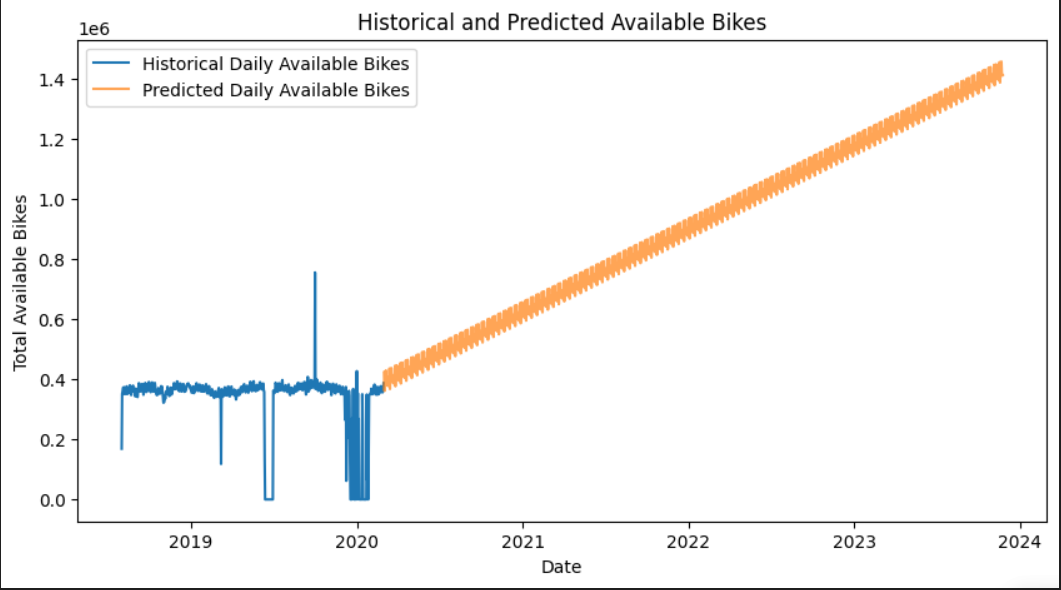 Historical and Predicted Available Bikes
1e6
Historical Daily Available Bikes
Predicted Daily Available Bikes
1.4
1.2
1.0
0.8
0.6
0.4
0.2
0.0
Total Available Bikes
2019 2020 2021 2022 2023 2024
Date